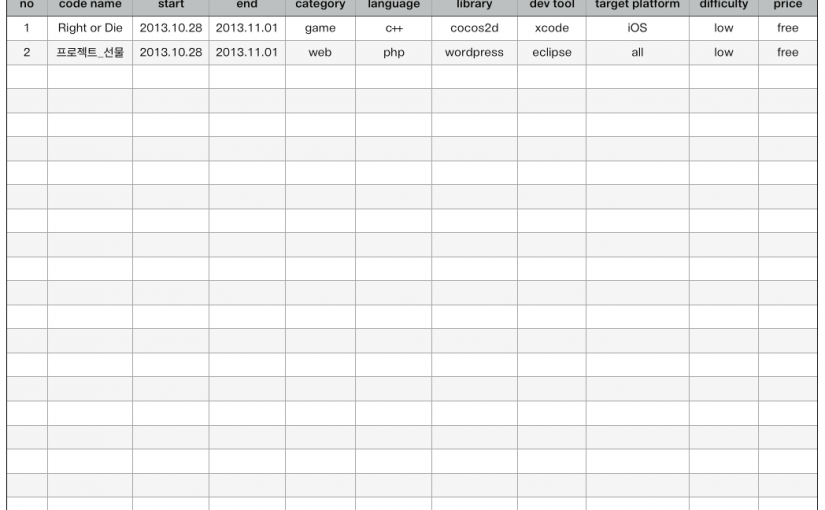 no code name start end category language library dev tool target platform difficulty price
1 Right or Die 2013.10.28 2013.11.01 game c++ cocos2d xcode iOS low free
2 프로젝트_선물 2013.10.28 2013.11.01 web php wordpress eclipse all low free